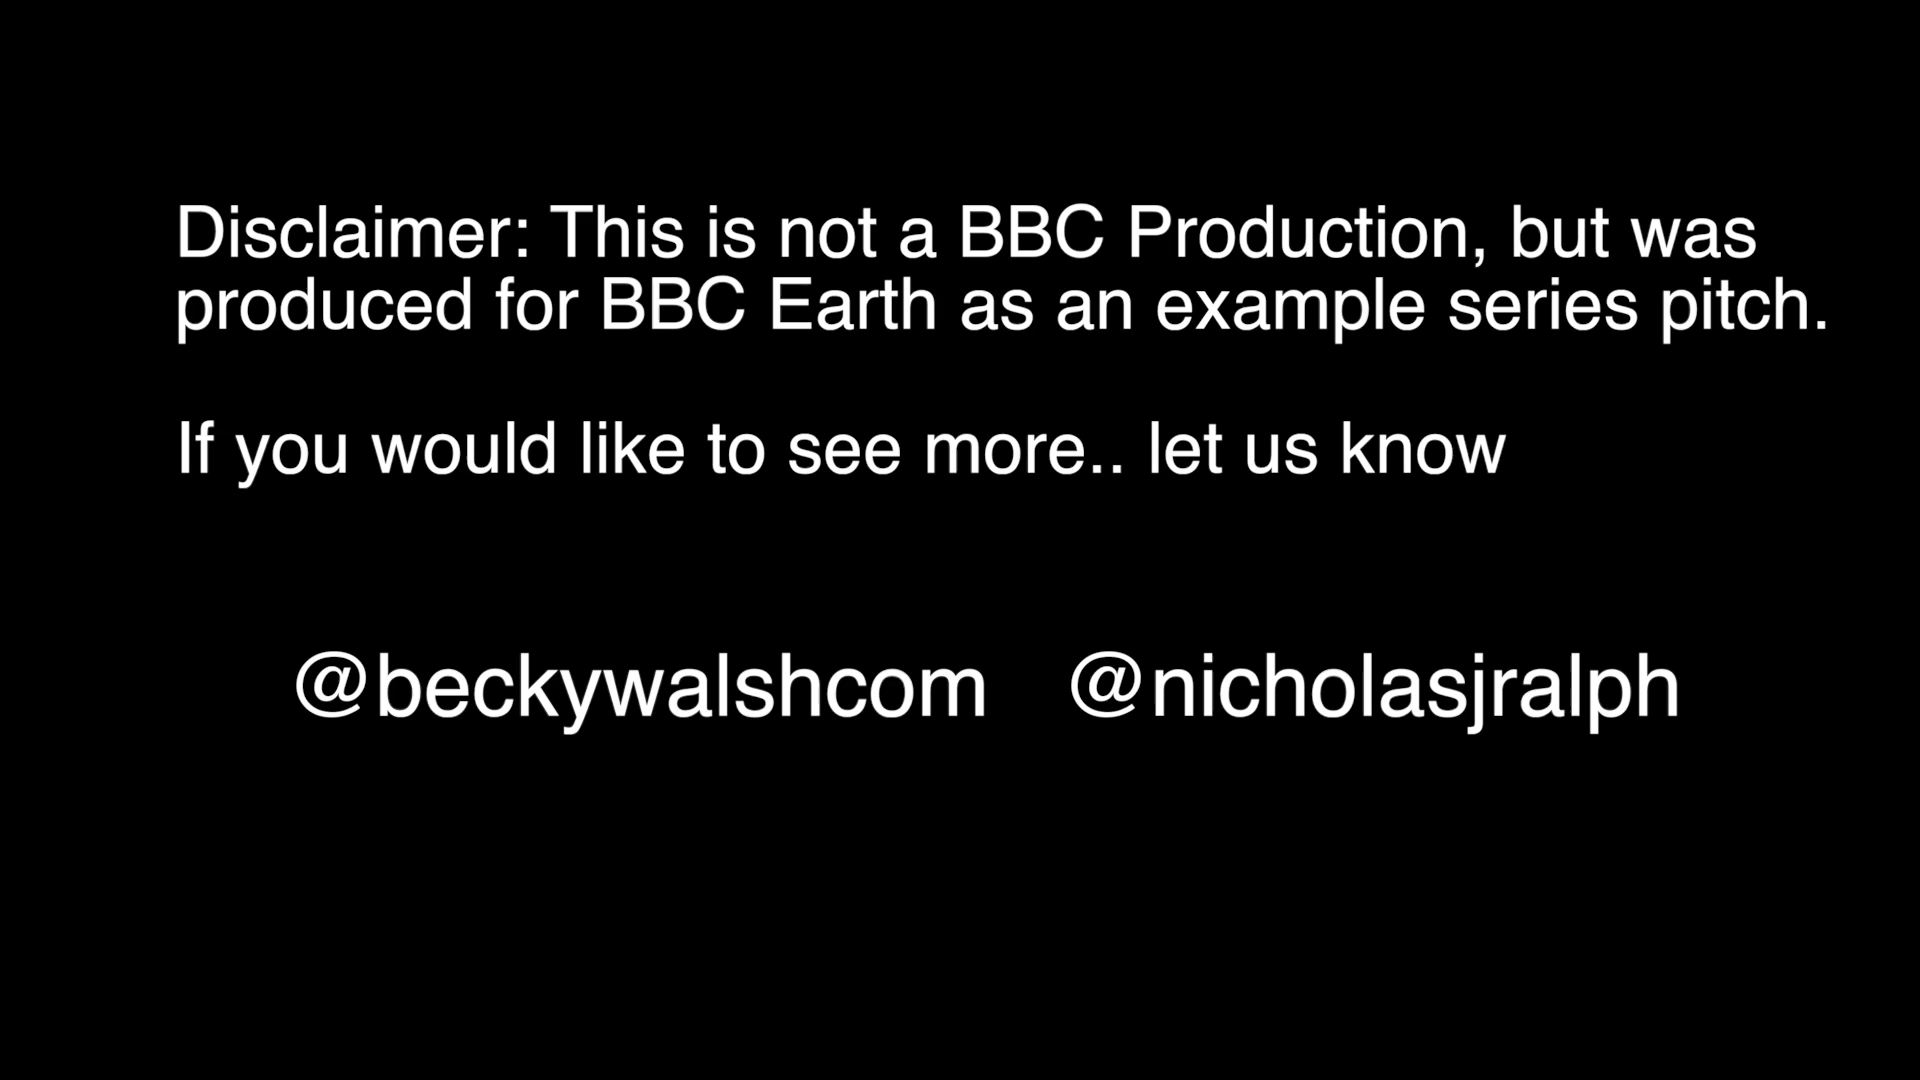 Disclaimer: This is not a BBC Production, but was
produced for BBC Earth as an example series pitch.
If you would like to see more.. let us know
@beckywalshcom @nicholasjralph